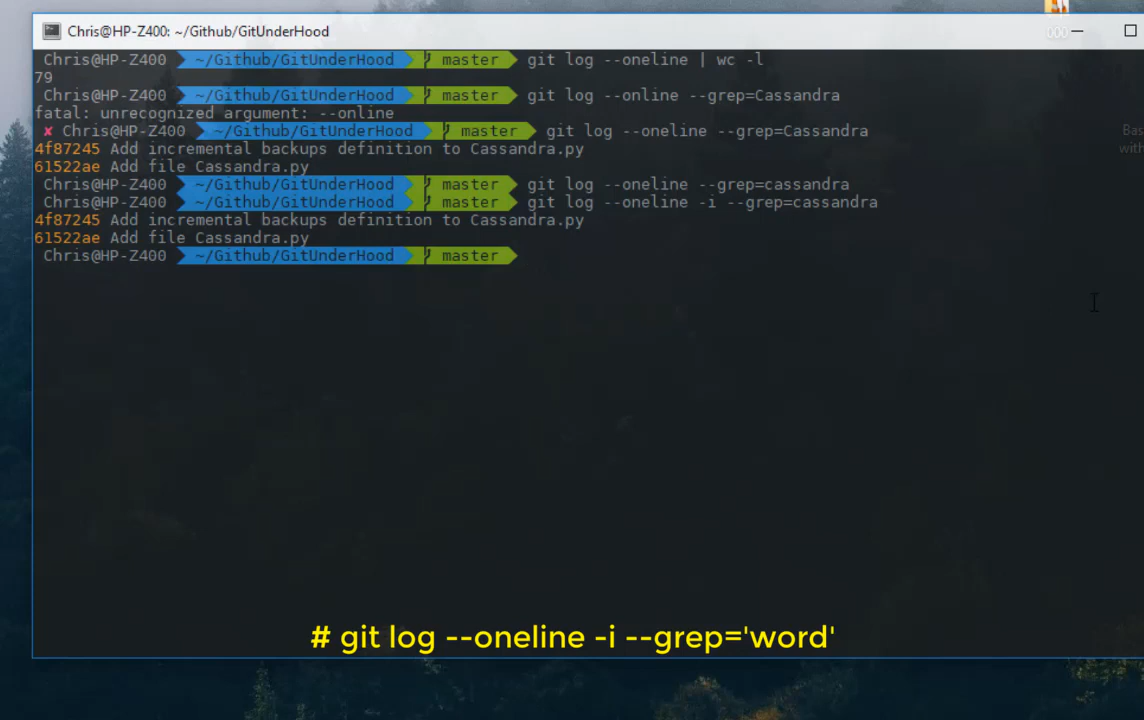 Chris@HP-Z400: ~/Github/GitUnderHood
Chris@HP-Z400 ~/Github/GitUnderHood master git log --oneline | wc -l
79
Chris@HP-Z400 ~/Github/GitUnderHood master git log --online --grep=Cassandra
fatal: unrecognized argument: --online
✘ Chris@HP-Z400 ~/Github/GitUnderHood master git log --oneline --grep=Cassandra
4f87245 Add incremental backups definition to Cassandra.py
61522ae Add file Cassandra.py
Chris@HP-Z400 ~/Github/GitUnderHood master git log --oneline --grep=cassandra
Chris@HP-Z400 ~/Github/GitUnderHood master git log --oneline -i --grep=cassandra
4f87245 Add incremental backups definition to Cassandra.py
61522ae Add file Cassandra.py
Chris@HP-Z400 ~/Github/GitUnderHood master
# git log --oneline -i --grep='word'